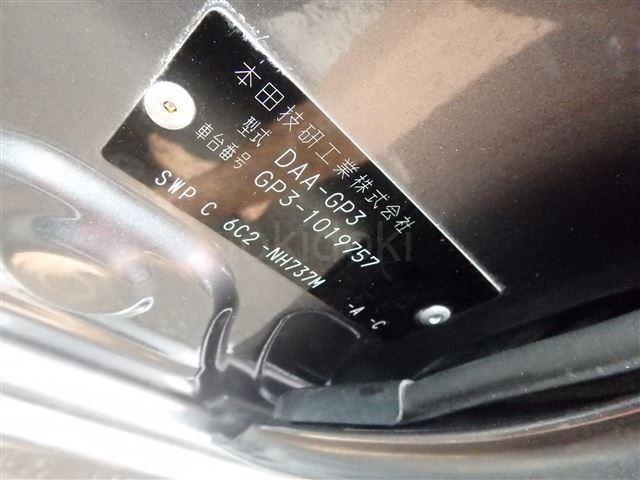 本田技研工業株式会社
型式 DAA-GP3
車台番号 GP3-1019757
SWP C 6C2 -NH737M -A -C